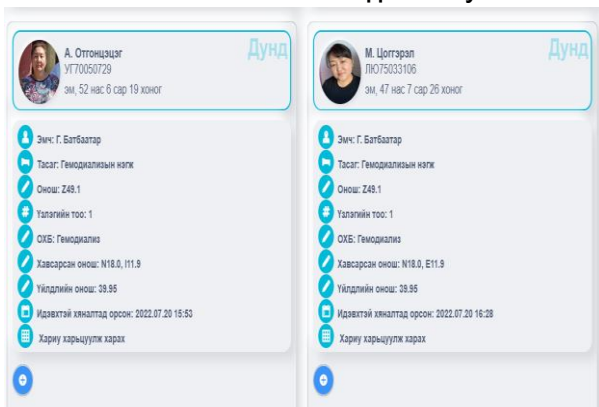 А. Отгонцэцэг
Дунд
УГ70050729
эм, 52 нас 6 сар 19 хоног
Эмч: Г. Батбаатар
Тасаг: Гемодиализын нэгж
Онош: Z49.1
Үзлэгийн тоо: 1
ОХБ: Гемодиализ
Хавсарсан онош: N18.0, I11.9
Үйлдлийн онош: 39.95
Идэвхтэй хяналтад орсон: 2022.07.20 15:53
Хариу харьцуулж харах
М. Цоггэрэл
Дунд
ЛЮ75033106
эм, 47 нас 7 сар 26 хоног
Эмч: Г. Батбаатар
Тасаг: Гемодиализын нэгж
Онош: Z49.1
Үзлэгийн тоо: 1
ОХБ: Гемодиализ
Хавсарсан онош: N18.0, E11.9
Үйлдлийн онош: 39.95
Идэвхтэй хяналтад орсон: 2022.07.20 16:28
Хариу харьцуулж харах